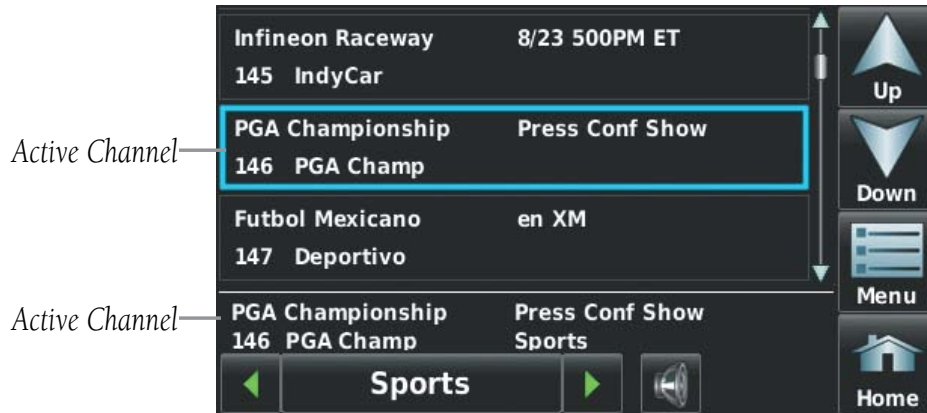 Infineon Raceway 8/23 500PM ET
145 IndyCar
Up
Active Channel
PGA Championship Press Conf Show
146 PGA Champ
Down
Futbol Mexicano en XM
147 Deportivo
Menu
Active Channel
PGA Championship Press Conf Show
146 PGA Champ Sports
Sports
Home